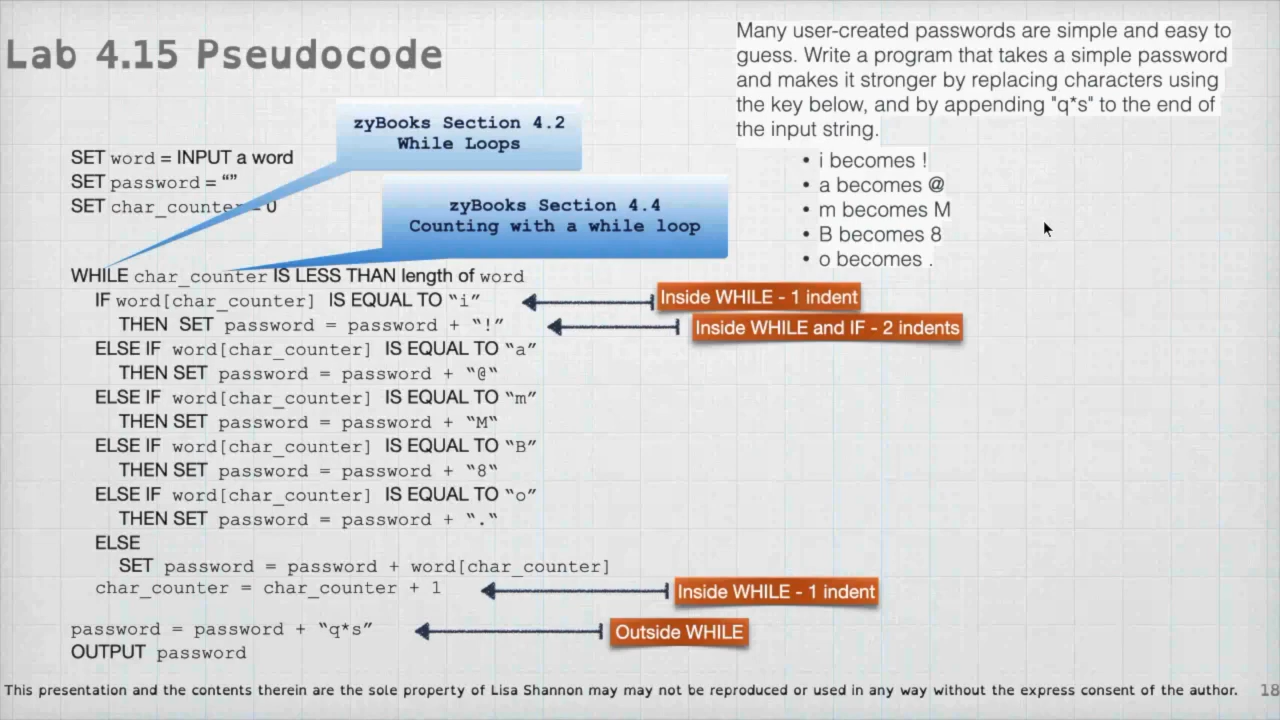 Lab 4.15 Pseudocode
Many user-created passwords are simple and easy to
guess. Write a program that takes a simple password
and makes it stronger by replacing characters using
the key below, and by appending "q*s" to the end of
the input string.
• i becomes !
• a becomes @
• m becomes M
• B becomes 8
• o becomes .
zyBooks Section 4.2
While Loops
zyBooks Section 4.4
Counting with a while loop
SET word = INPUT a word
SET password = “”
SET char_counter = 0
WHILE char_counter IS LESS THAN length of word
IF word[char_counter] IS EQUAL TO “i”
Inside WHILE - 1 indent
THEN SET password = password + “!”
Inside WHILE and IF - 2 indents
ELSE IF word[char_counter] IS EQUAL TO “a”
THEN SET password = password + “@“
ELSE IF word[char_counter] IS EQUAL TO “m”
THEN SET password = password + “M“
ELSE IF word[char_counter] IS EQUAL TO “B”
THEN SET password = password + “8“
ELSE IF word[char_counter] IS EQUAL TO “o”
THEN SET password = password + “.“
ELSE
SET password = password + word[char_counter]
char_counter = char_counter + 1
Inside WHILE - 1 indent
password = password + “q*s”
Outside WHILE
OUTPUT password
This presentation and the contents therein are the sole property of Lisa Shannon may may not be reproduced or used in any way without the express consent of the author.
18